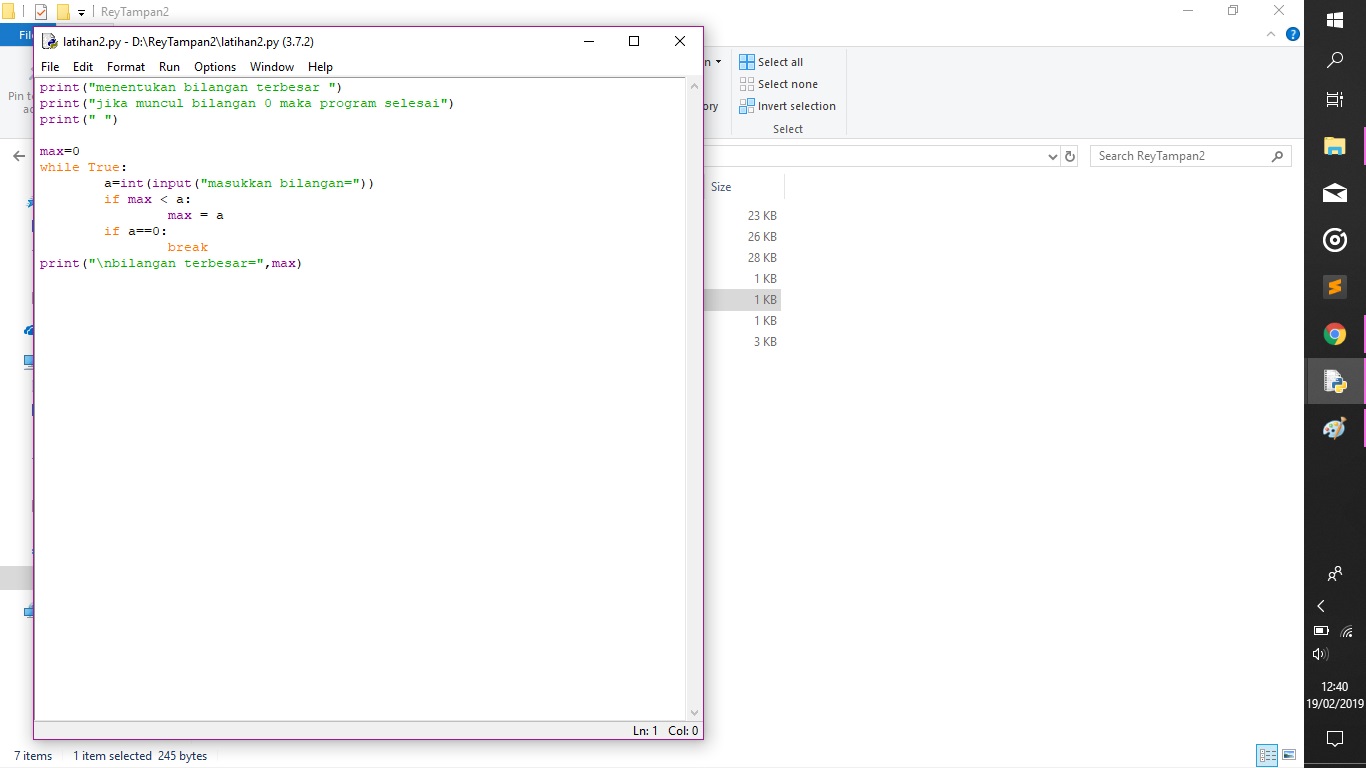 ReyTampan2
Fil
latihan2.py - D:\ReyTampan2\latihan2.py (3.7.2)
File Edit Format Run Options Window Help
print("menentukan bilangan terbesar ")
print("jika muncul bilangan 0 maka program selesai")
print(" ")
max=0
while True:
        a=int(input("masukkan bilangan="))
        if max < a:
                max = a
        if a==0:
                break
print("\nbilangan terbesar=",max)
Ln: 1 Col: 0
Pin to
Select all
Select none
Invert selection
Select
Search ReyTampan2
Size
23 KB
26 KB
28 KB
1 KB
1 KB
1 KB
3 KB
7 items 1 item selected 245 bytes
12:40
19/02/2019